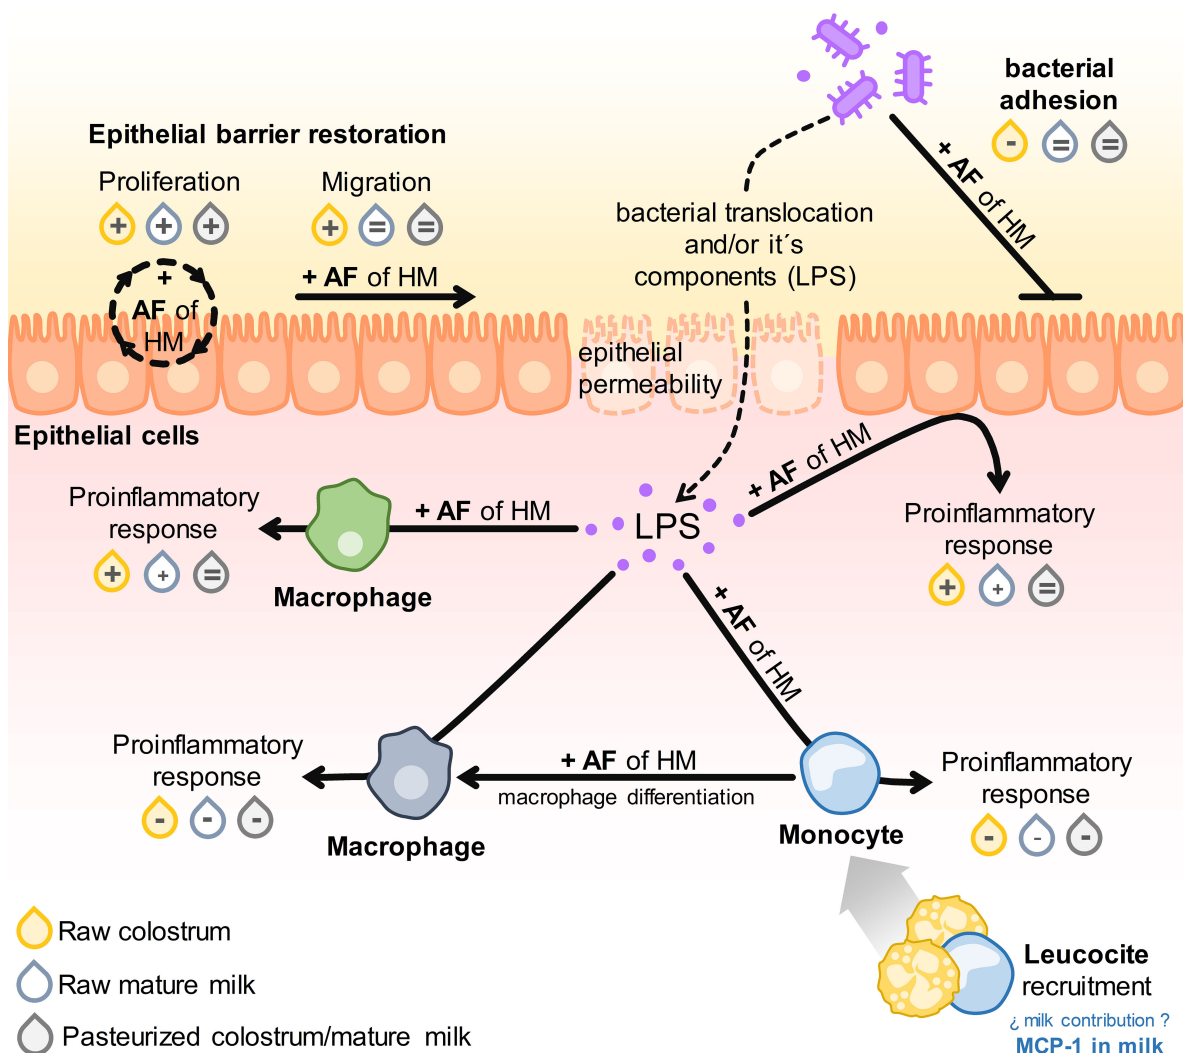 bacterial
adhesion
-
=
=
Epithelial barrier restoration
Proliferation
+
+
+
Migration
+
=
=
+ AF of HM
bacterial translocation
and/or it´s
components (LPS)
+
AF of
HM
+ AF of HM
epithelial
permeability
Epithelial cells
+ AF of HM
Proinflammatory
response
+
+
=
+ AF of HM
Macrophage
LPS
Proinflammatory
response
+
+
=
+ AF of HM
Proinflammatory
response
-
-
-
Macrophage
+ AF of HM
macrophage differentiation
Monocyte
Proinflammatory
response
-
-
-
Raw colostrum
Raw mature milk
Pasteurized colostrum/mature milk
Leucocite
recruitment
¿ milk contribution ?
MCP-1 in milk